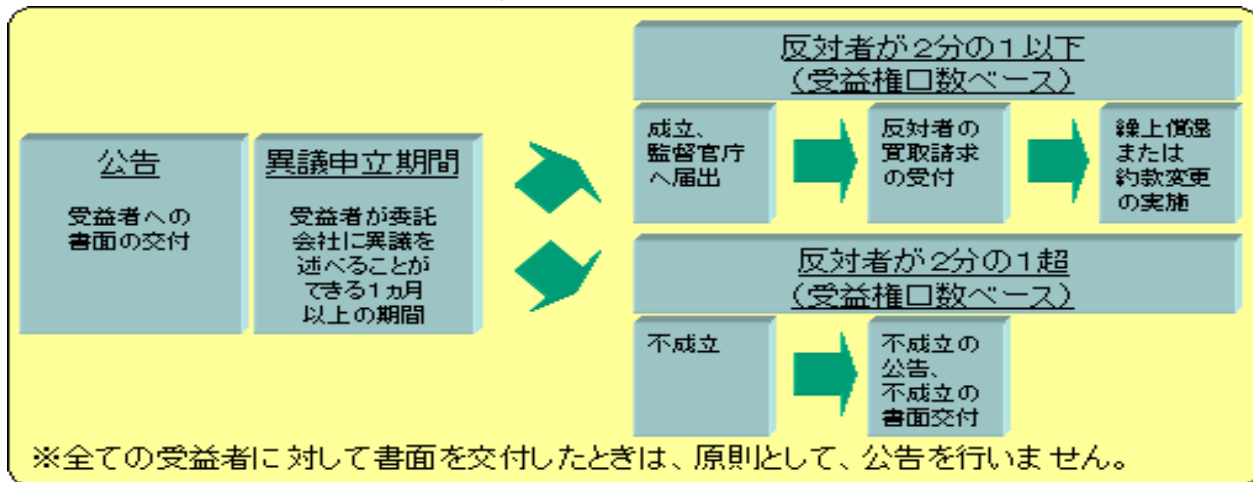 公告
受益者への
書面の交付
異議申立期間
受益者が委託
会社に異議を
述べることが
できる1ヵ月
以上の期間
反対者が2分の1以下
(受益権口数ベース)
成立、
監督官庁
へ届出
反対者の
買取請求
の受付
繰上償還
または
約款変更
の実施
反対者が2分の1超
(受益権口数ベース)
不成立
不成立の
公告、
不成立の
書面交付
※全ての受益者に対して書面を交付したときは、原則として、公告を行いません。